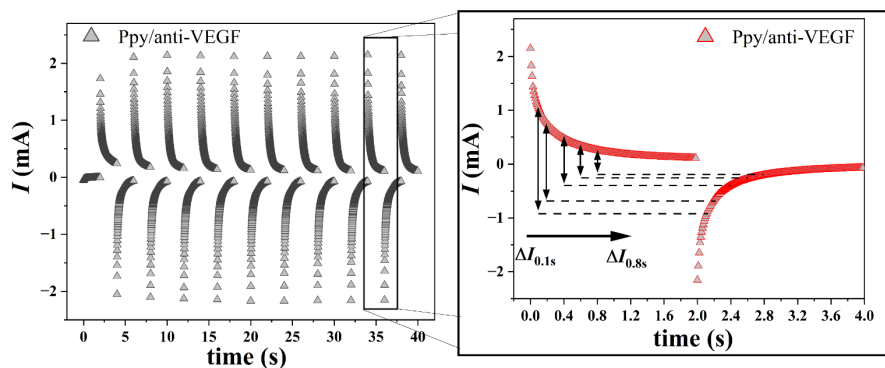 Ppy/anti-VEGF
I (mA)
2
1
0
-1
-2
0 5 10 15 20 25 30 35 40
time (s)
Ppy/anti-VEGF
I (mA)
2
1
0
-1
-2
ΔI0.1s ΔI0.8s
0.0 0.4 0.8 1.2 1.6 2.0 2.4 2.8 3.2 3.6 4.0
time (s)